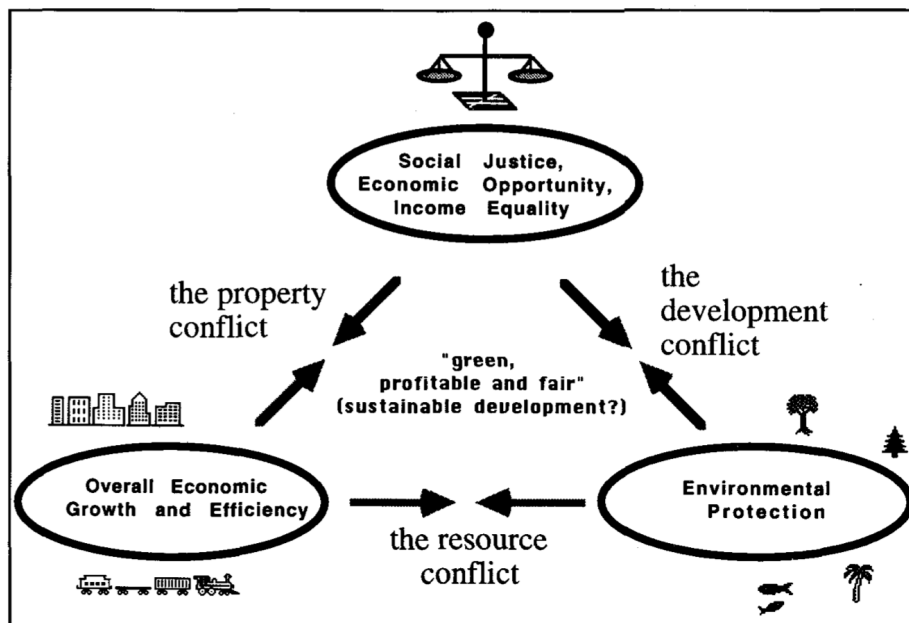 Social Justice,
Economic Opportunity,
Income Equality
the property
conflict
the
development
conflict
"green,
profitable and fair"
(sustainable development?)
Overall Economic
Growth and Efficiency
Environmental
Protection
the resource
conflict